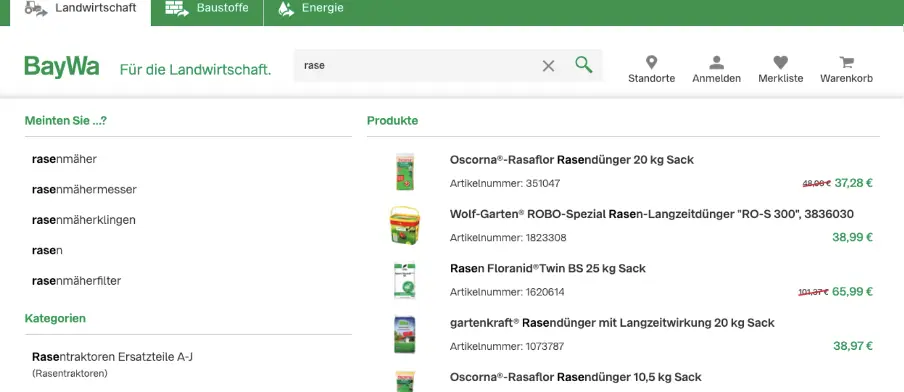 Landwirtschaft
Baustoffe
Energie
BayWa
Für die Landwirtschaft.
rase
Standorte
Anmelden
Merkliste
Warenkorb
Meinten Sie ...?
rasenmäher
rasenmähermesser
rasenmäherklingen
rasen
rasenmäherfilter
Kategorien
Rasentraktoren Ersatzteile A-J
(Rasentraktoren)
Produkte
Oscorna®-Rasaflor Rasendünger 20 kg Sack
Artikelnummer: 351047
48,90 € 37,28 €
Wolf-Garten® ROBO-Spezial Rasen-Langzeitdünger "RO-S 300", 3836030
Artikelnummer: 1823308
38,99 €
Rasen Floranid®Twin BS 25 kg Sack
Artikelnummer: 1620614
101,37 € 65,99 €
gartenkraft® Rasendünger mit Langzeitwirkung 20 kg Sack
Artikelnummer: 1073787
38,97 €
Oscorna®-Rasaflor Rasendünger 10,5 kg Sack